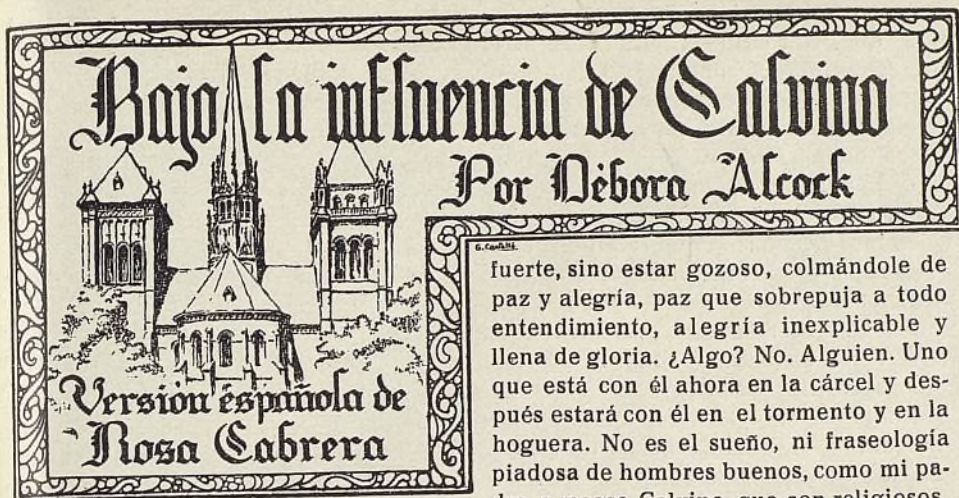 Bajo la influencia de Calvino
Por Dèbora Alcock
Versión española de
Rosa Cabrera
G. Castillo
fuerte, sino estar gozoso, colmándole de
paz y alegría, paz que sobrepuja a todo
entendimiento, alegría inexplicable y
llena de gloria. ¿Algo? No. Alguien. Uno
que está con él ahora en la cárcel y des-
pués estará con él en el tormento y en la
hoguera. No es el sueño, ni fraseología
piadosa de hombres buenos, como mi pa-